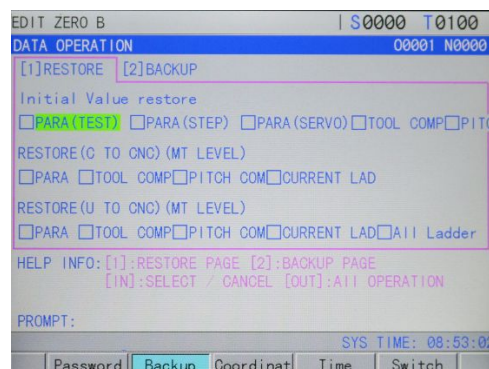 EDIT ZERO B S0000 T0100
DATA OPERATION O0001 N0000
[1]RESTORE [2]BACKUP
Initial Value restore
PARA(TEST) PARA(STEP) PARA(SERVO) TOOL COMP PIT
RESTORE(C TO CNC)(MT LEVEL)
PARA TOOL COMP PITCH COM CURRENT LAD
RESTORE(U TO CNC)(MT LEVEL)
PARA TOOL COMP PITCH COM CURRENT LAD All Ladder
HELP INFO:[1]:RESTORE PAGE [2]:BACKUP PAGE
[IN]:SELECT / CANCEL [OUT]:All OPERATION
PROMPT:
SYS TIME: 08:53:0
Password Backup Coordinat Time Switch